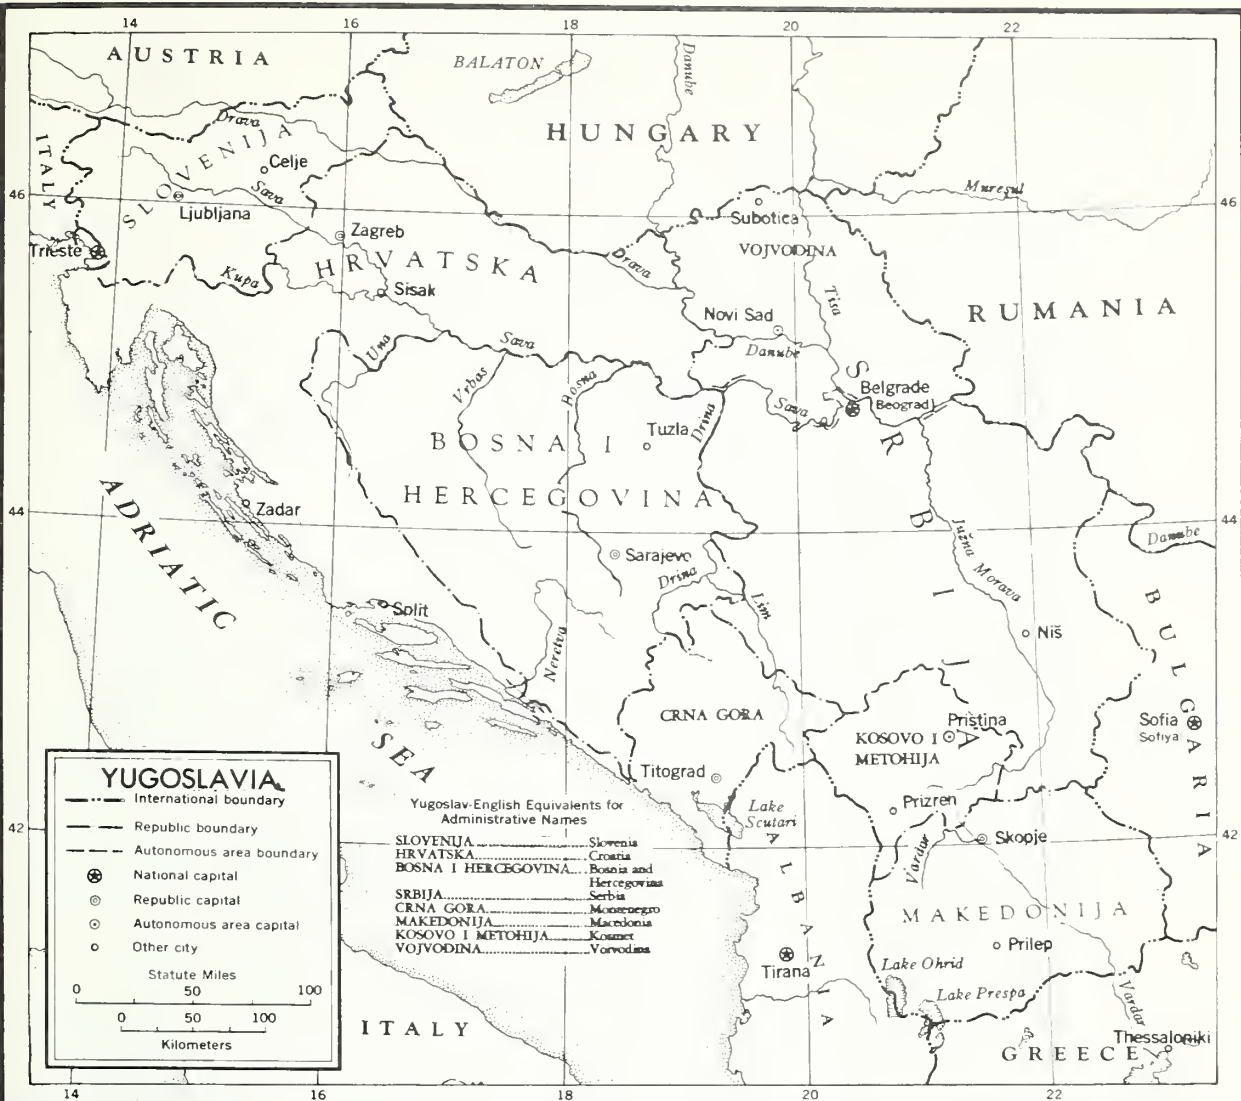 14 16 18 20 22
AUSTRIA
BALATON
Danube
HUNGARY
ITALY
Drava
SLOVENIJA
Celje
Sava
Ljubljana
46
46
Mureşul
Subotica
VOJVODINA
Trieste
Zagreb
HRVATSKA
Kupa
Sisak
Drava
Tisa
RUMANIA
Novi Sad
Danube
Una
Sava
Vrbas
Bosna
Drina
Sava
Belgrade
(Beograd)
SRBIJA
Tuzla
BOSNA I
HERCEGOVINA
ADRIATIC
SEA
Zadar
44
44
Južna Morava
Danube
Sarajevo
Drina
Lim
BULGARIA
Split
Neretva
Niš
CRNA GORA
KOSOVO I
METOHIJA
Priština
Sofia
Sofiya
Titograd
Lake
Scutari
Prizren
Skopje
Vardar
42
42
ALBANIA
MAKEDONIJA
Prilep
Tirana
Lake Ohrid
Lake Prespa
Vardar
Thessaloniki
GREECE
ITALY
YUGOSLAVIA
International boundary
Republic boundary
Autonomous area boundary
National capital
Republic capital
Autonomous area capital
Other city
Statute Miles
0 50 100
0 50 100
Kilometers
Yugoslav-English Equivalents for
Administrative Names
SLOVENIJA Slovenia
HRVATSKA Croatia
BOSNA I HERCEGOVINA Bosnia and
Hercegovina
SRBIJA Serbia
CRNA GORA Montenegro
MAKEDONIJA Macedonia
KOSOVO I METOHIJA Kosmet
VOJVODINA Voivodina
14 16 18 20 22